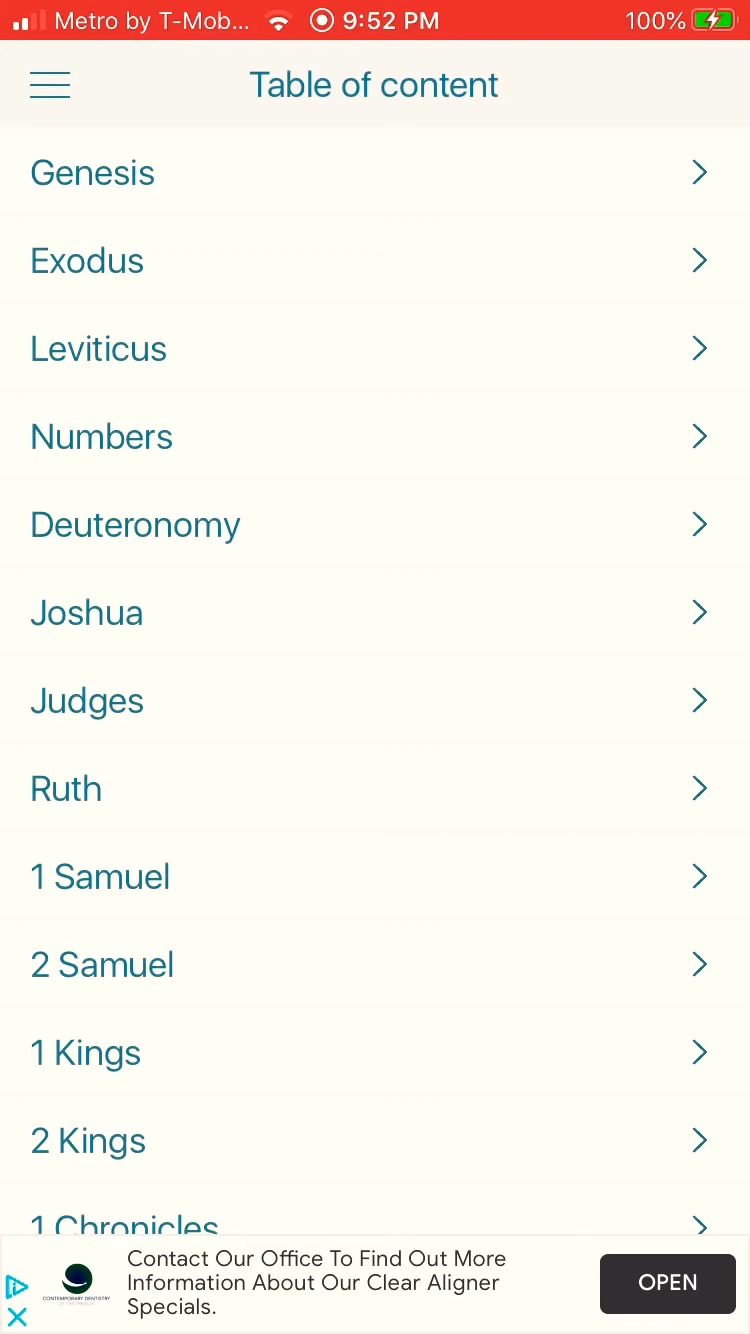 Metro by T-Mob... 9:52 PM 100%
Table of content
Genesis
Exodus
Leviticus
Numbers
Deuteronomy
Joshua
Judges
Ruth
1 Samuel
2 Samuel
1 Kings
2 Kings
1 Chronicles
Contact Our Office To Find Out More
Information About Our Clear Aligner
Specials.
OPEN
CONTEMPORARY DENTISTRY